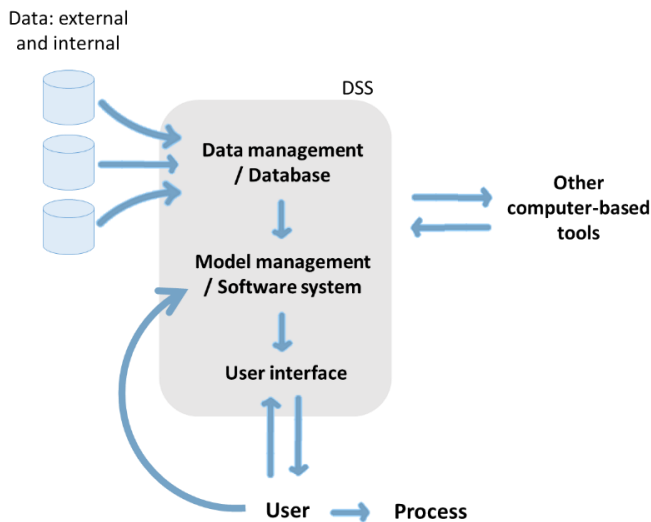 Data: external
and internal
DSS
Data management
/ Database
Other
computer-based
tools
Model management
/ Software system
User interface
User
Process